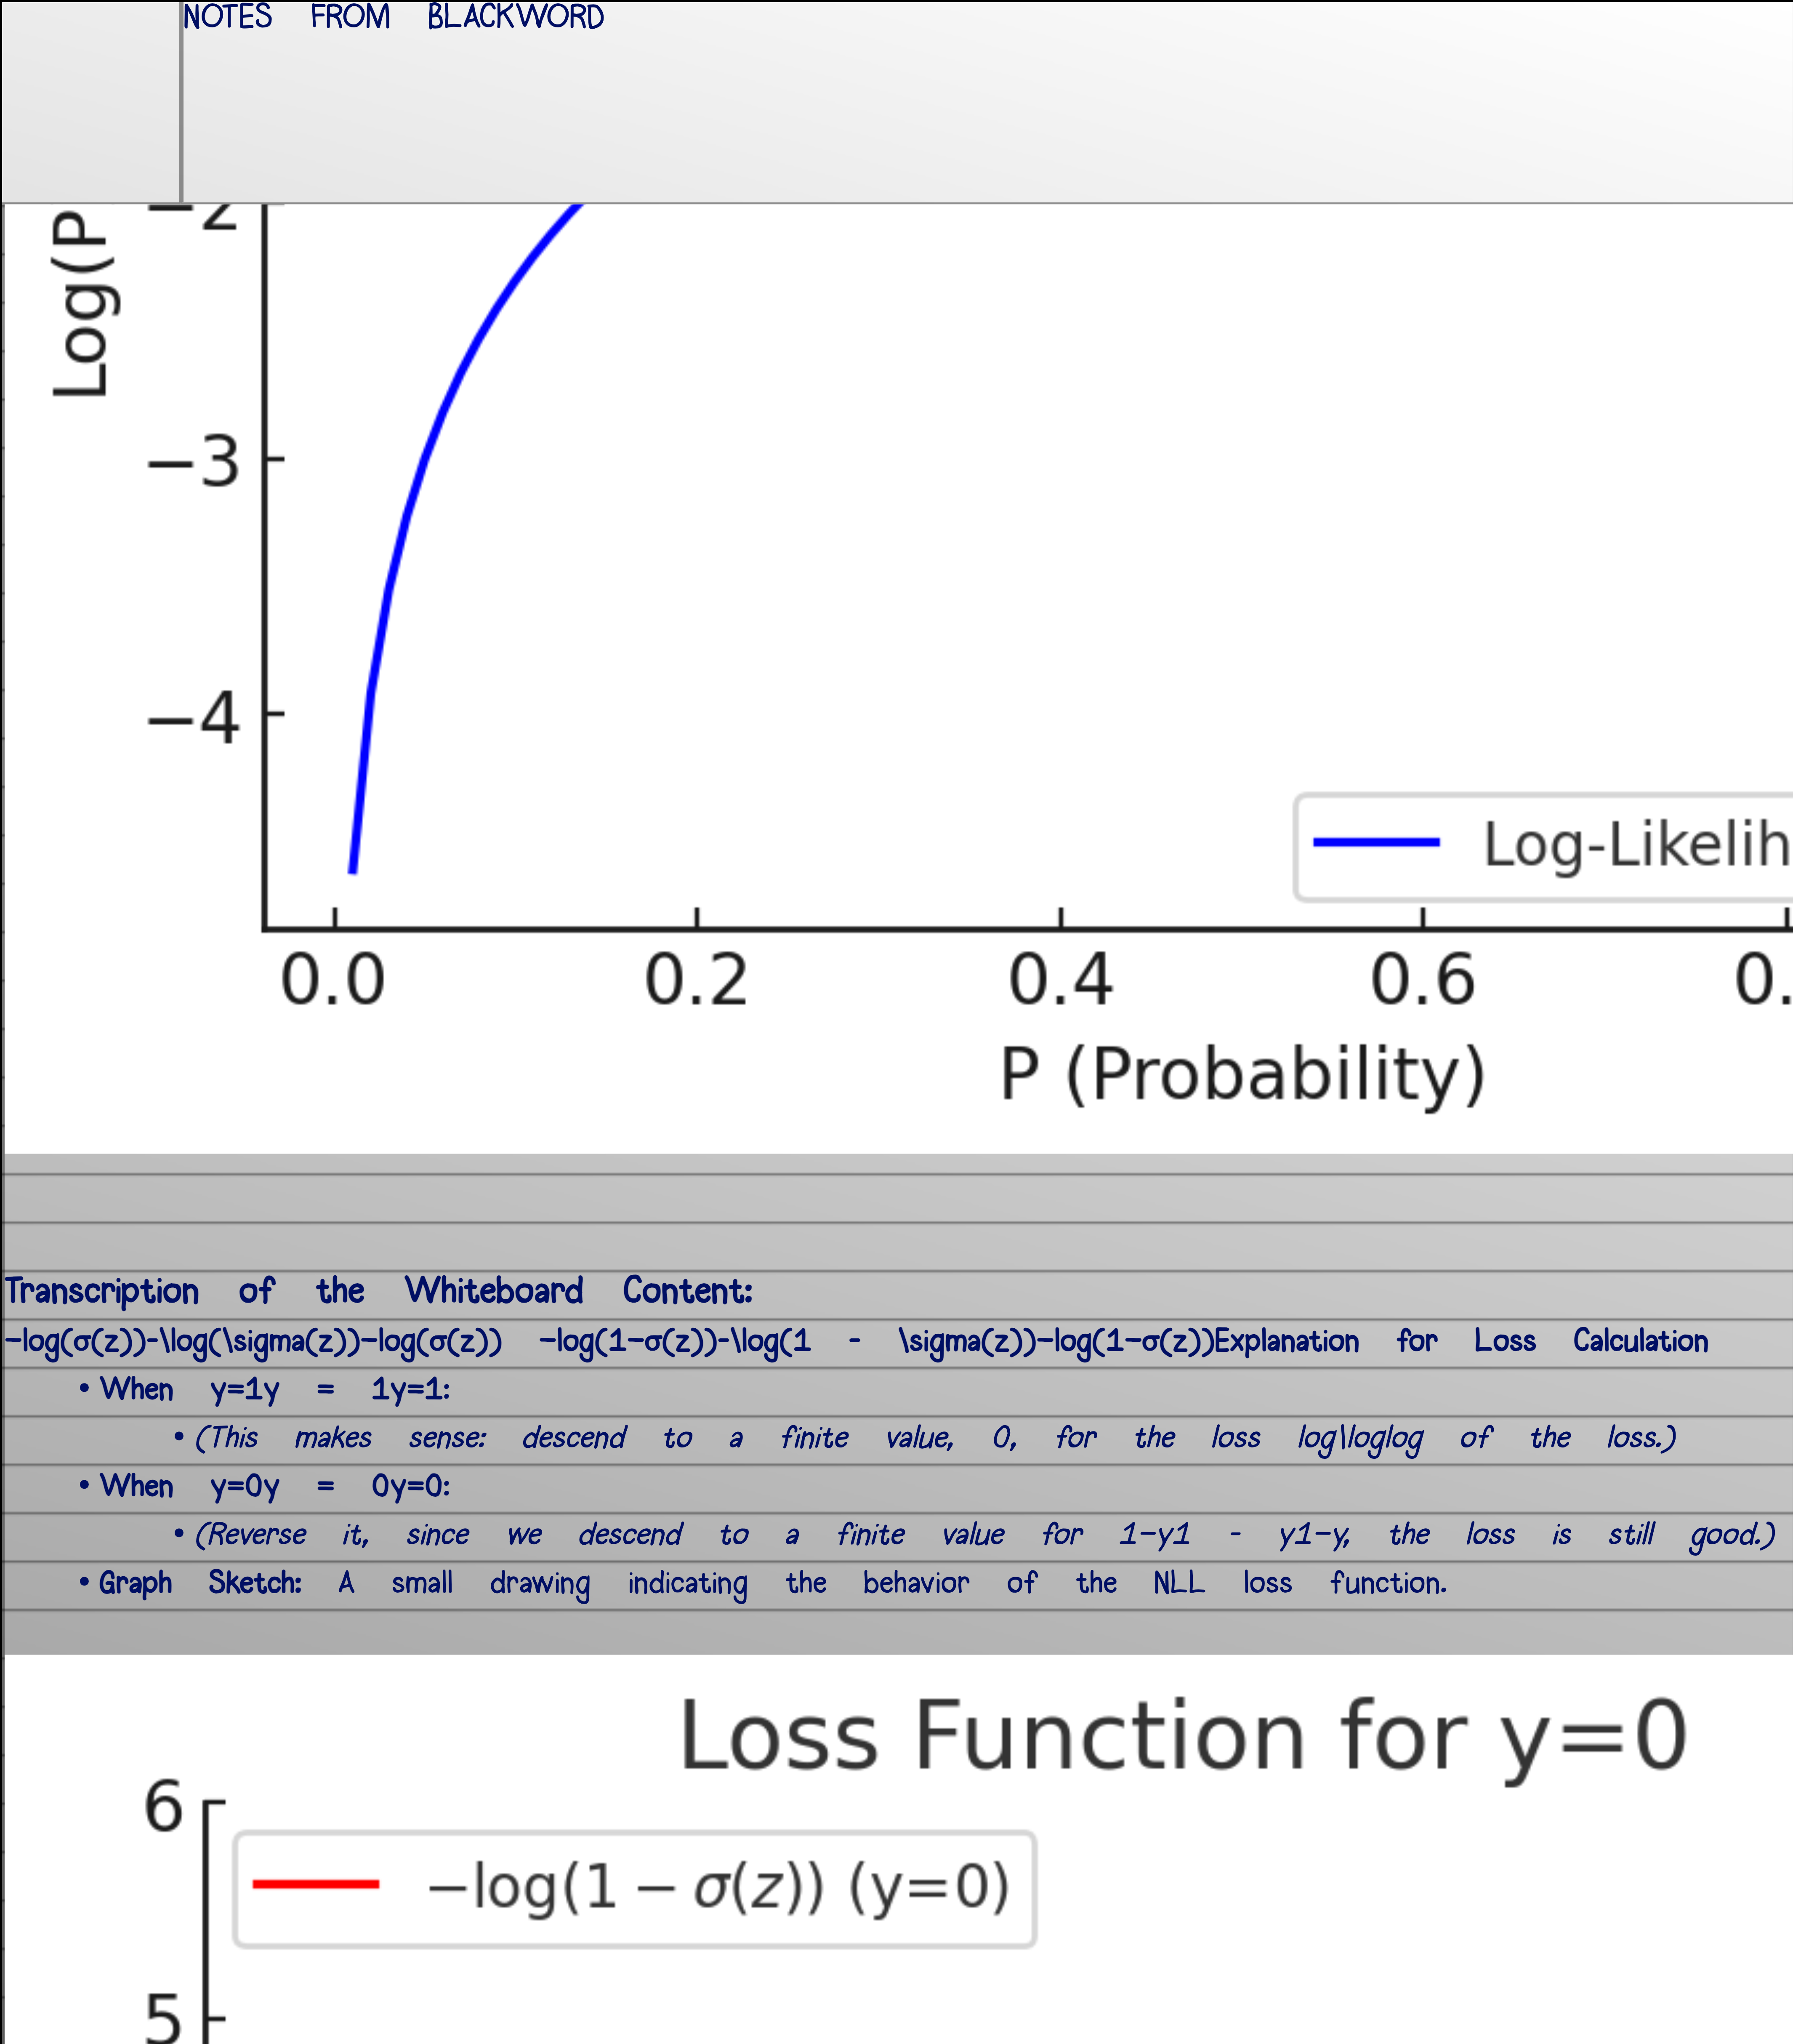 NOTES FROM BLACKWORD
−2
Log(P
−3
−4
Log-Likelih
0.0 0.2 0.4 0.6 0.
P (Probability)
Transcription of the Whiteboard Content:
−log(σ(z))-\log(\sigma(z))−log(σ(z)) −log(1−σ(z))-\log(1 - \sigma(z))−log(1−σ(z))Explanation for Loss Calculation
• When y=1y = 1y=1:
• (This makes sense: descend to a finite value, 0, for the loss log\loglog of the loss.)
• When y=0y = 0y=0:
• (Reverse it, since we descend to a finite value for 1−y1 - y1−y, the loss is still good.)
• Graph Sketch: A small drawing indicating the behavior of the NLL loss function.
Loss Function for y=0
6
−log(1 − σ(z)) (y=0)
5